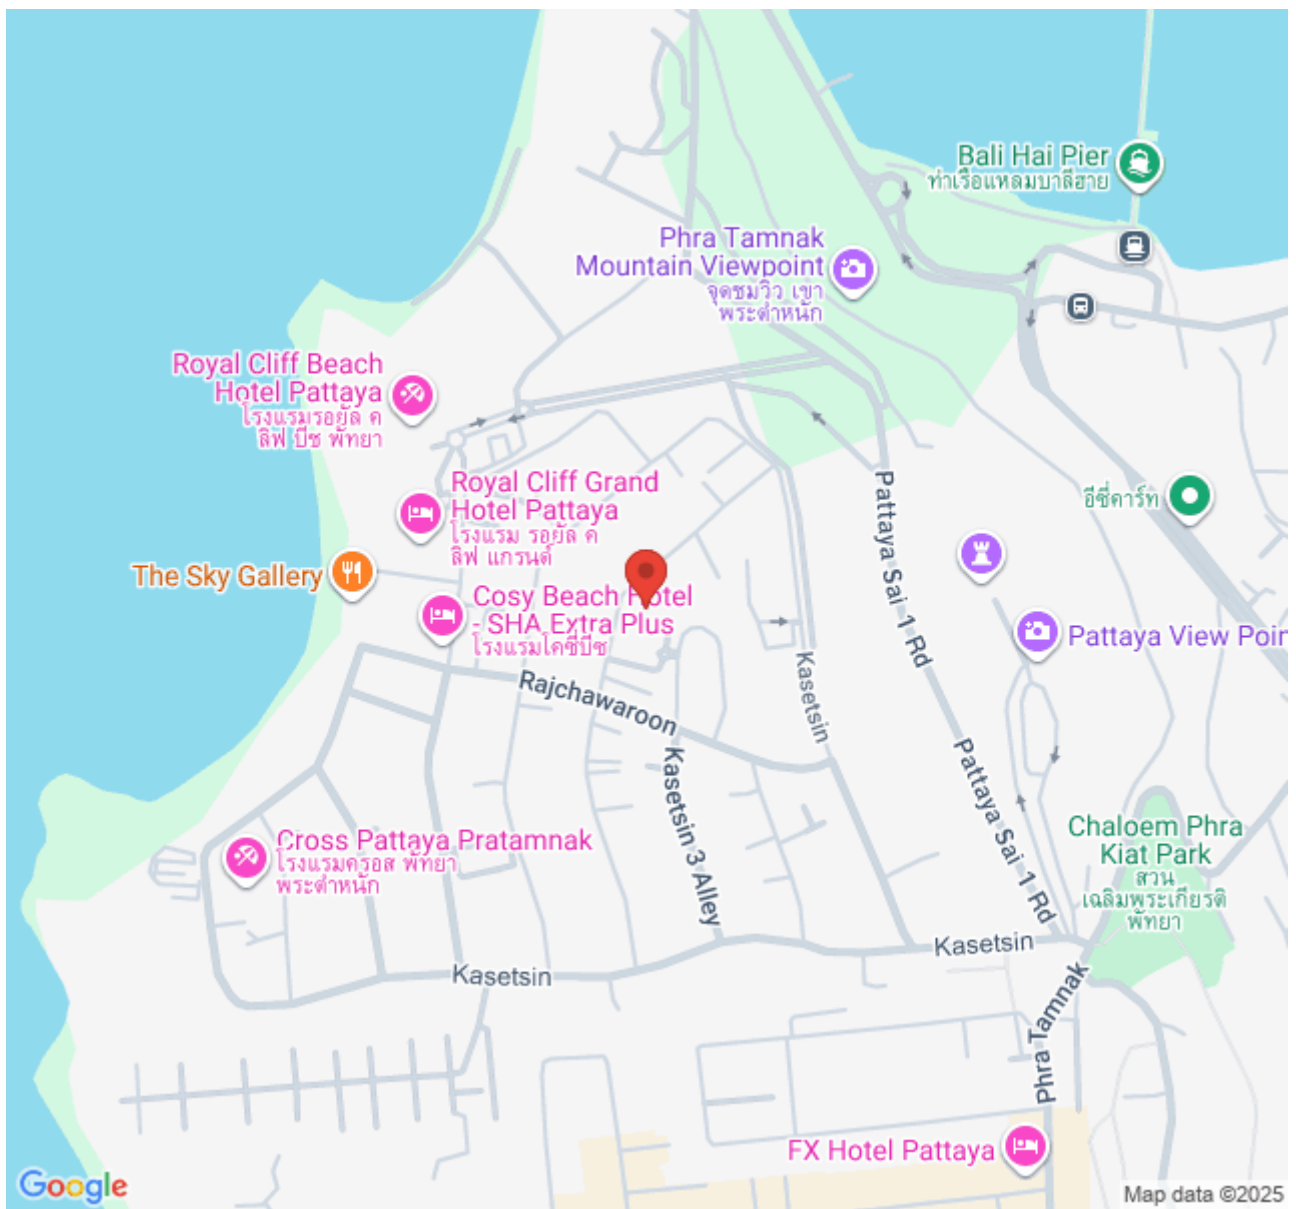 Bali Hai Pier
ท่าเรือแหลมบาลีฮาย
Phra Tamnak
Mountain Viewpoint
จุดชมวิว เขา
พระตำหนัก
Royal Cliff Beach
Hotel Pattaya
โรงแรมรอยัล ค
ลิฟ บีช พัทยา
Royal Cliff Grand
Hotel Pattaya
โรงแรม รอยัล ค
ลิฟ แกรนด์
Pattaya Sai 1 Rd
อีซี่คาร์ท
The Sky Gallery
Cosy Beach Hotel
- SHA Extra Plus
โรงแรมโคซี่บีช
Pattaya View Poin
Rajchawaroon
Kasetsin
Kasetsin 3 Alley
Pattaya Sai 1 Rd
Cross Pattaya Pratamnak
โรงแรมครอส พัทยา
พระตำหนัก
Chaloem Phra
Kiat Park
สวน
เฉลิมพระเกียรติ
พัทยา
Kasetsin
Kasetsin
Phra Tamnak
FX Hotel Pattaya
Google
Map data ©2025